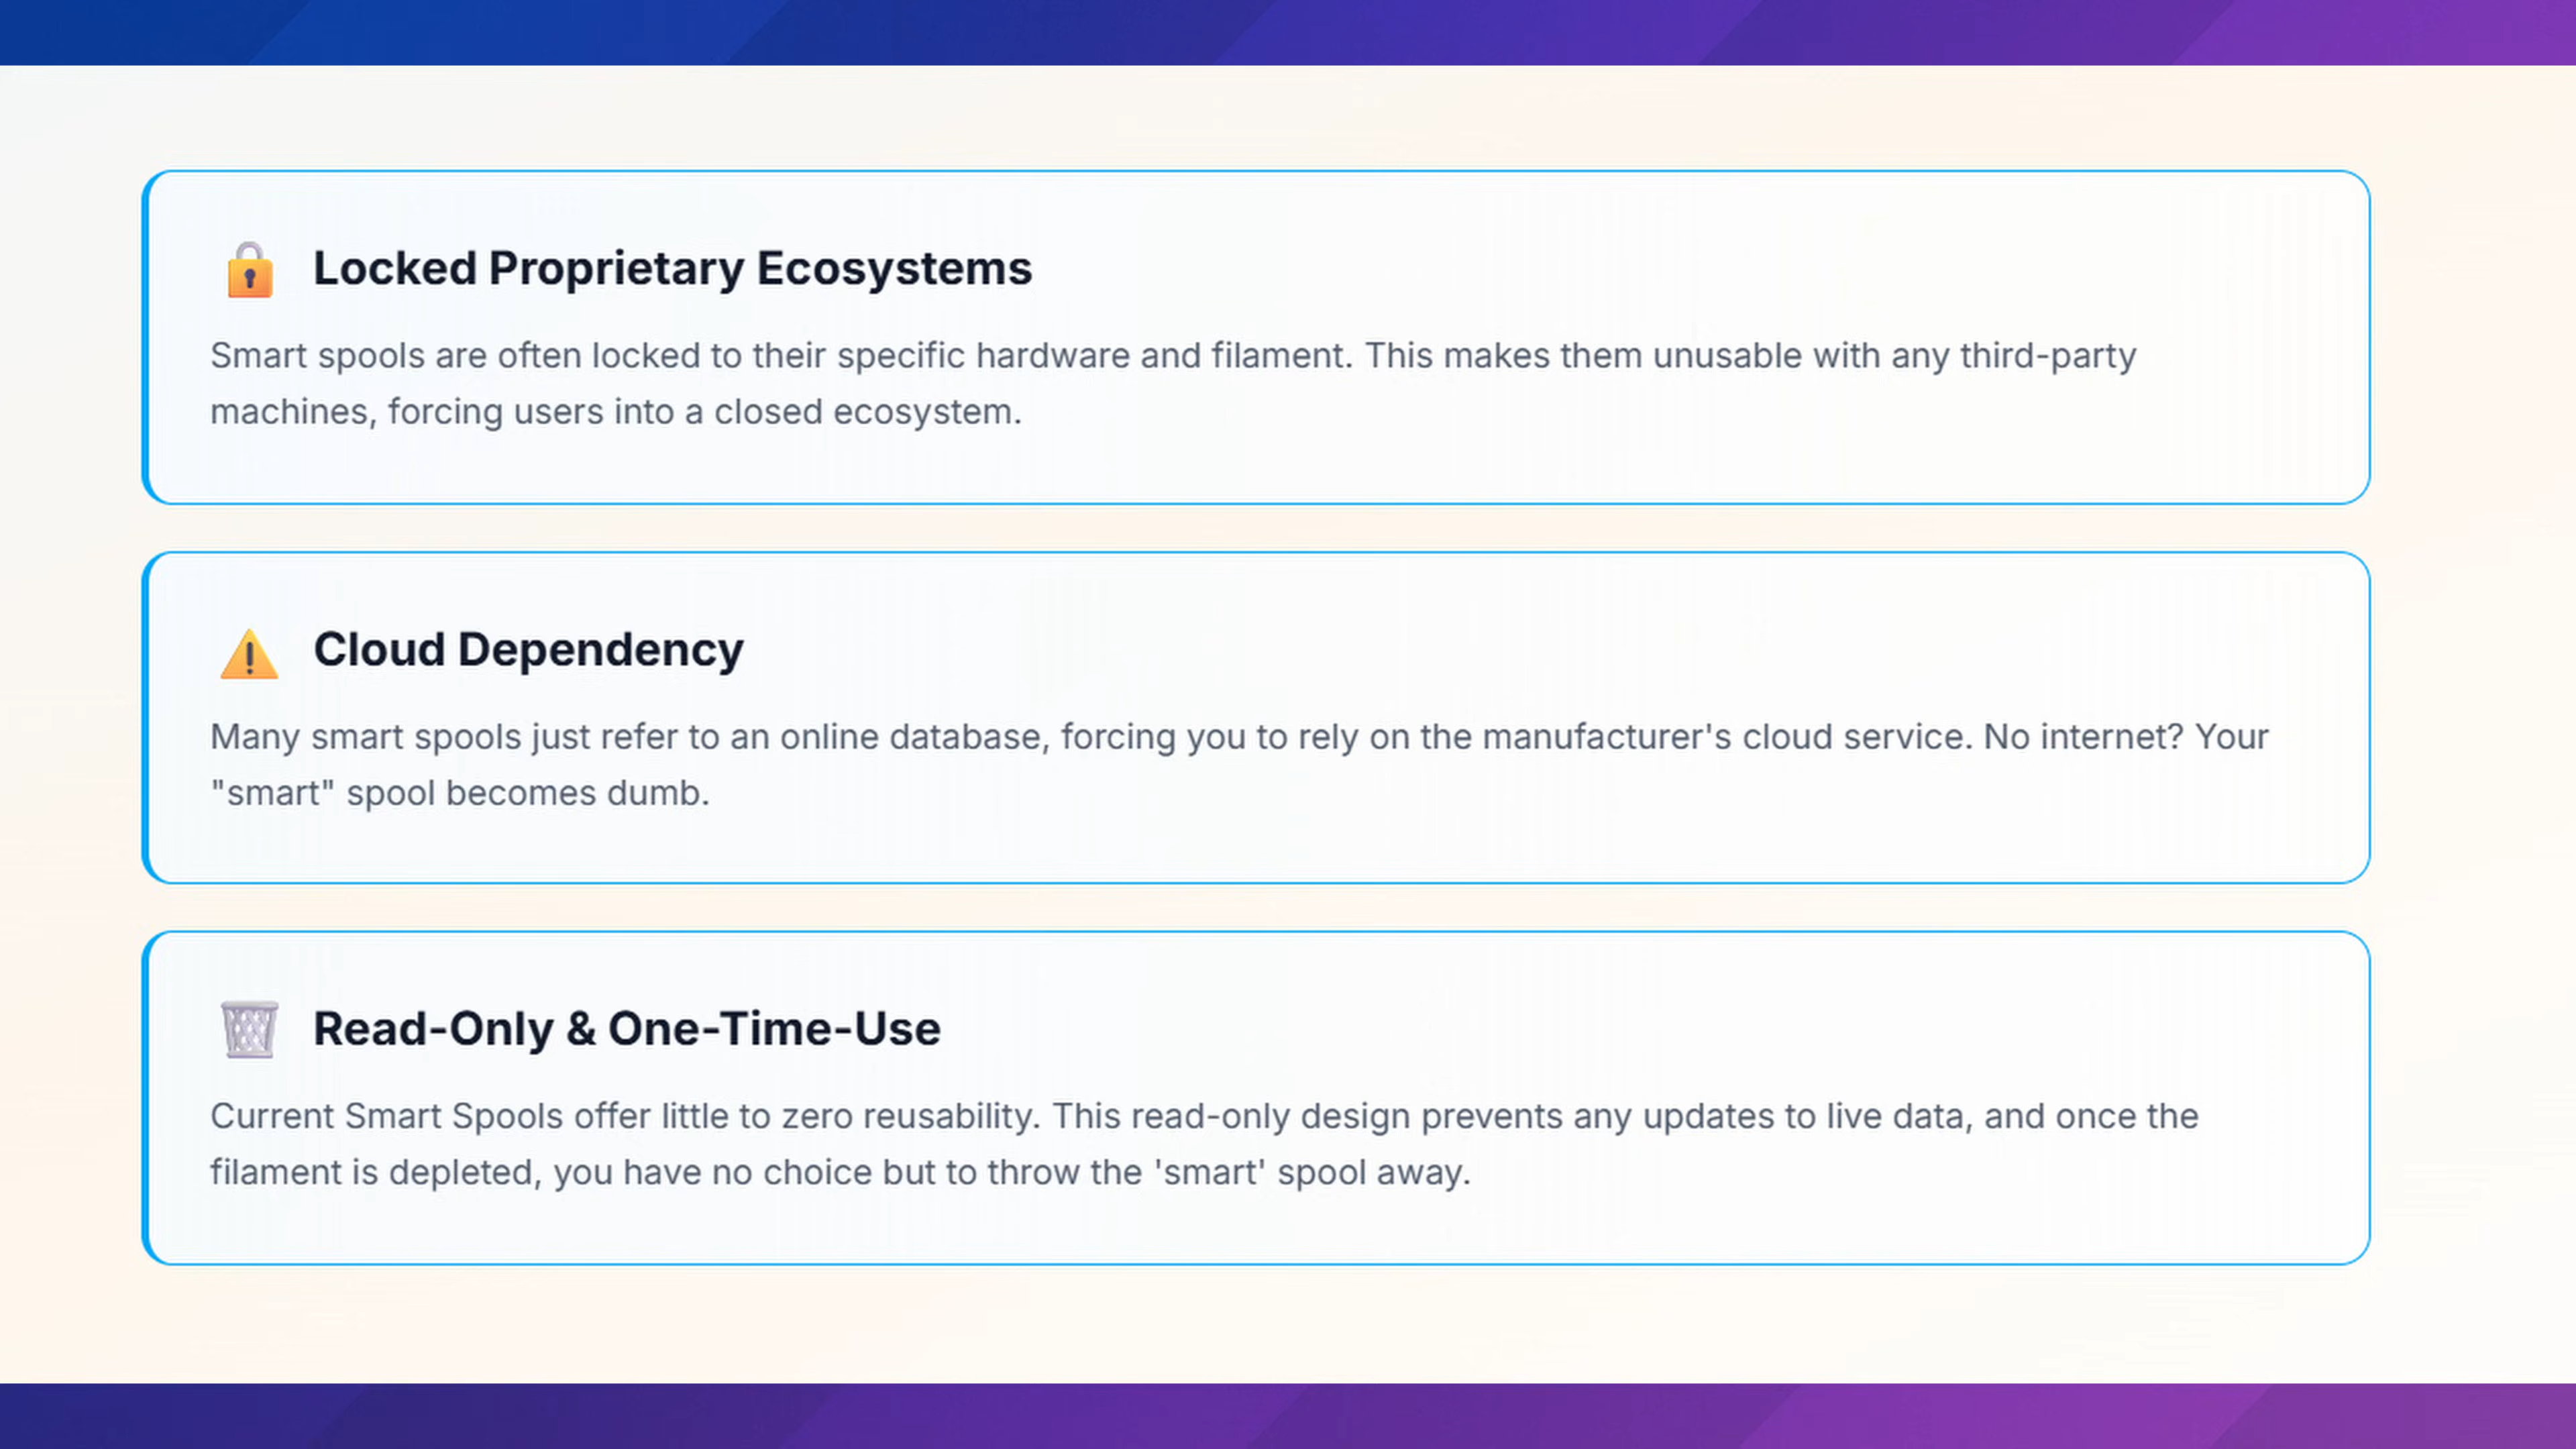 Locked Proprietary Ecosystems
Smart spools are often locked to their specific hardware and filament. This makes them unusable with any third-party
machines, forcing users into a closed ecosystem.
Cloud Dependency
Many smart spools just refer to an online database, forcing you to rely on the manufacturer's cloud service. No internet? Your
"smart" spool becomes dumb.
Read-Only & One-Time-Use
Current Smart Spools offer little to zero reusability. This read-only design prevents any updates to live data, and once the
filament is depleted, you have no choice but to throw the 'smart' spool away.